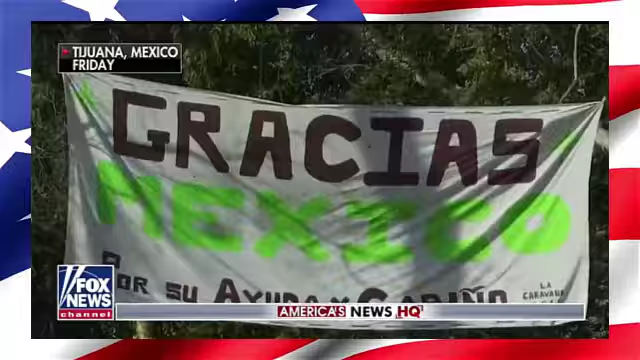 TIJUANA, MEXICO
FRIDAY
GRACIAS
MEXICO
POR SU AYUDA Y CARIÑO
LA
CARAVANA
FOX
NEWS
channel
AMERICA'S NEWS HQ